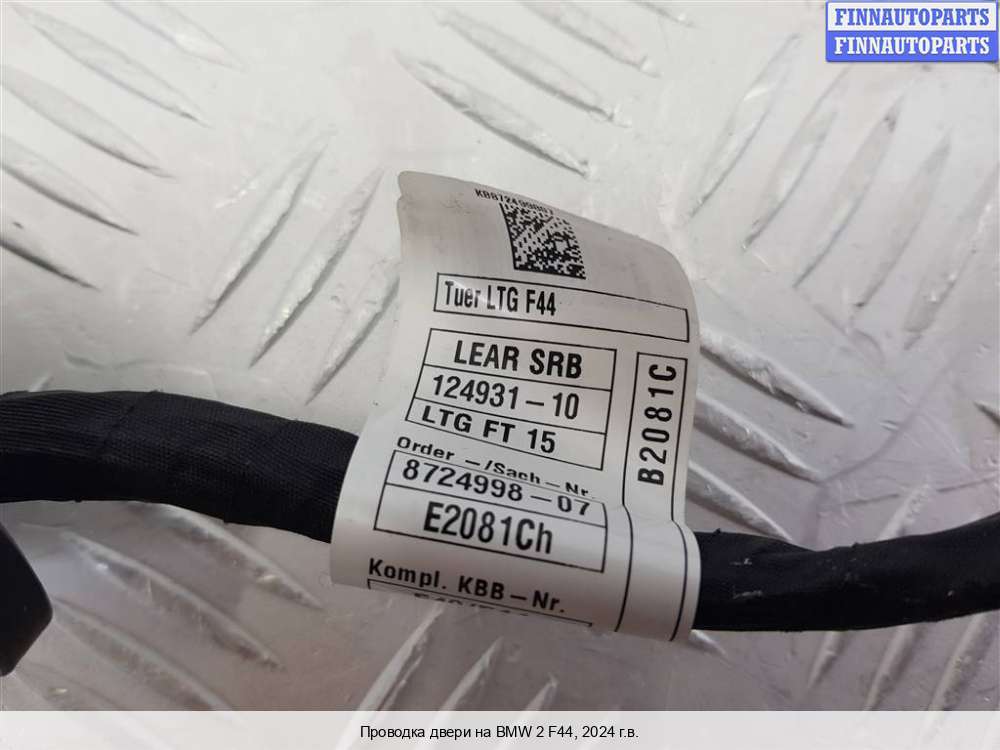 FINNAUTOPARTS
FINNAUTOPARTS
Tuer LTG F44
LEAR SRB
124931-10
LTG FT 15
B2081C
Order -/Sach-Nr.
8724998-07
E2081Ch
Kompl. KBB-Nr.
Проводка двери на BMW 2 F44, 2024 г.в.